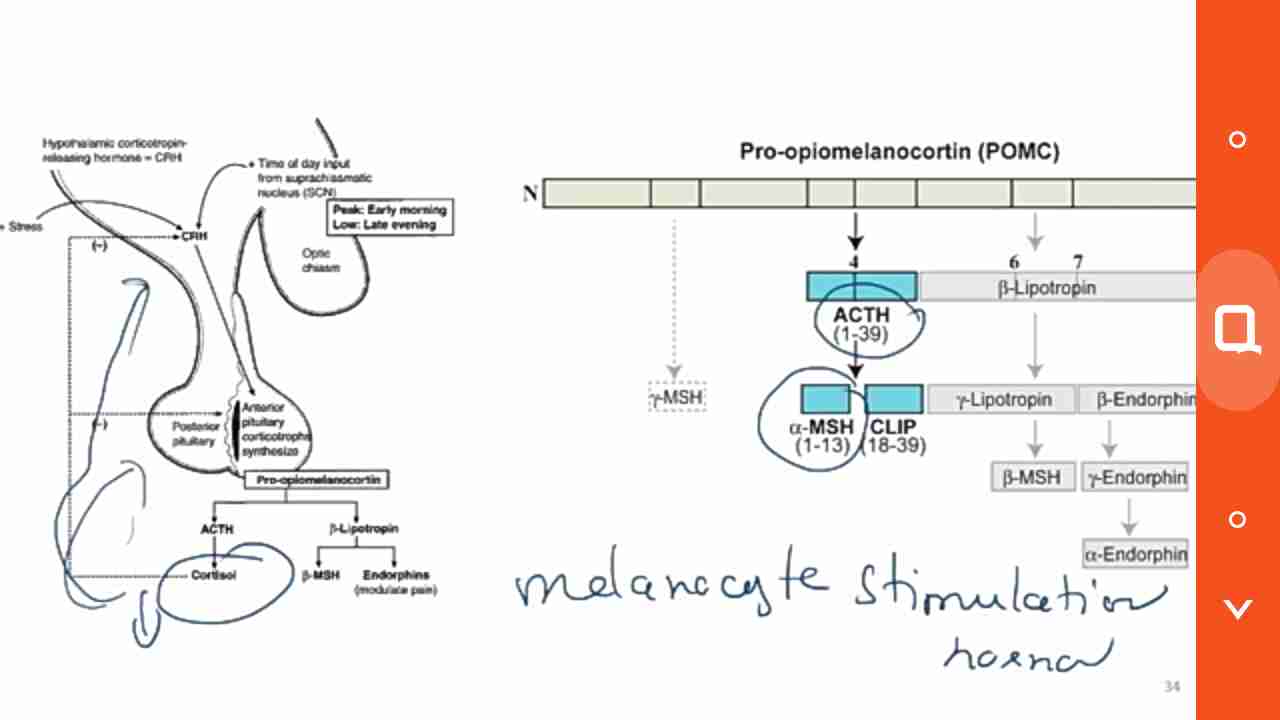 Hypothalamic corticotropin-
releasing hormone = CRH
+ Time of day input
from suprachiasmatic
nucleus (SCN)
Peak: Early morning
Low: Late evening
+ Stress
CRH
(−)
Optic
chiasm
(−)
Posterior
pituitary
Anterior
pituitary
corticotrophs
synthesize
Pro-opiomelanocortin
ACTH
β-Lipotropin
Cortisol
β-MSH
Endorphins
(modulate pain)
Pro-opiomelanocortin (POMC)
N
4
6
7
β-Lipotropin
ACTH
(1-39)
γ-MSH
γ-Lipotropin
β-Endorphin
α-MSH
(1-13)
CLIP
(18-39)
β-MSH
γ-Endorphin
α-Endorphin
melanocyte stimulation
34